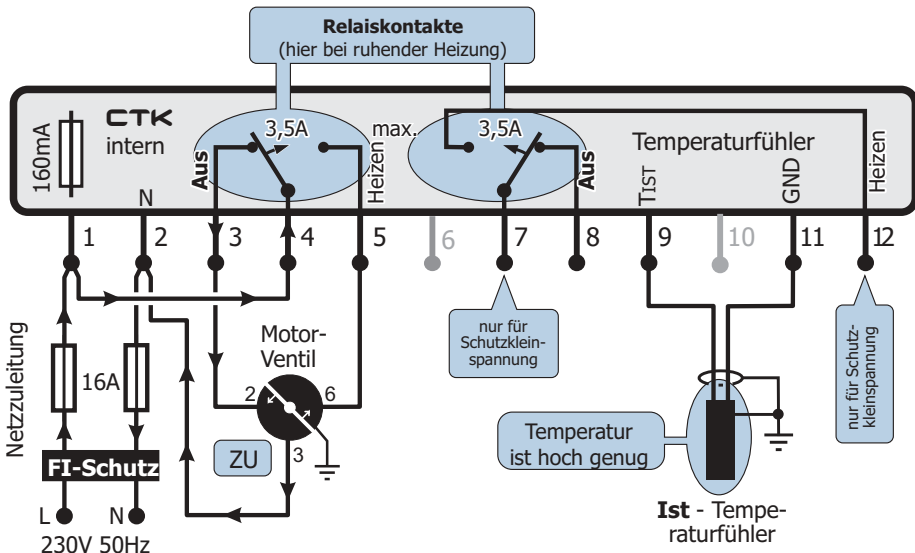 Relaiskontakte
(hier bei ruhender Heizung)
160mA
CTK
intern
N
Aus
3,5A
Heizen
max.
3,5A
Aus
Temperaturfühler
TIST
GND
Heizen
1
2
3
4
5
6
7
8
9
10
11
12
Netzzuleitung
16A
Motor-
Ventil
2
6
3
ZU
FI-Schutz
L
N
230V 50Hz
nur für
Schutzklein-
spannung
nur für Schutz-
kleinspannung
Temperatur
ist hoch genug
Ist - Tempe-
raturfühler